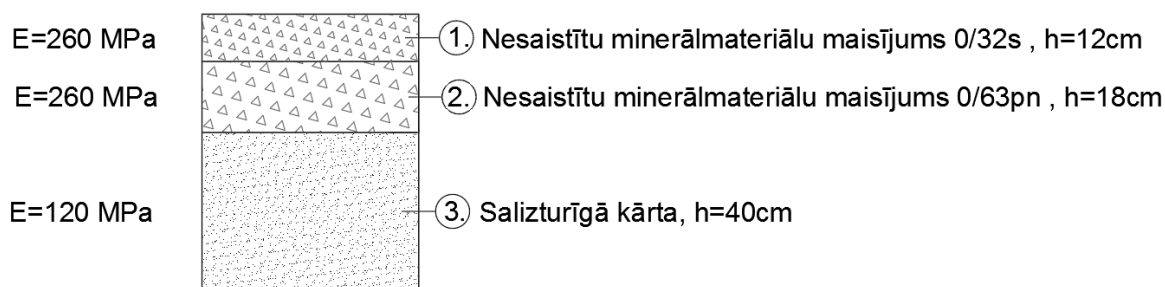 E=260 MPa 1. Nesaistītu minerālmateriālu maisījums 0/32s , h=12cm
E=260 MPa 2. Nesaistītu minerālmateriālu maisījums 0/63pn , h=18cm
E=120 MPa 3. Salizturīgā kārta, h=40cm